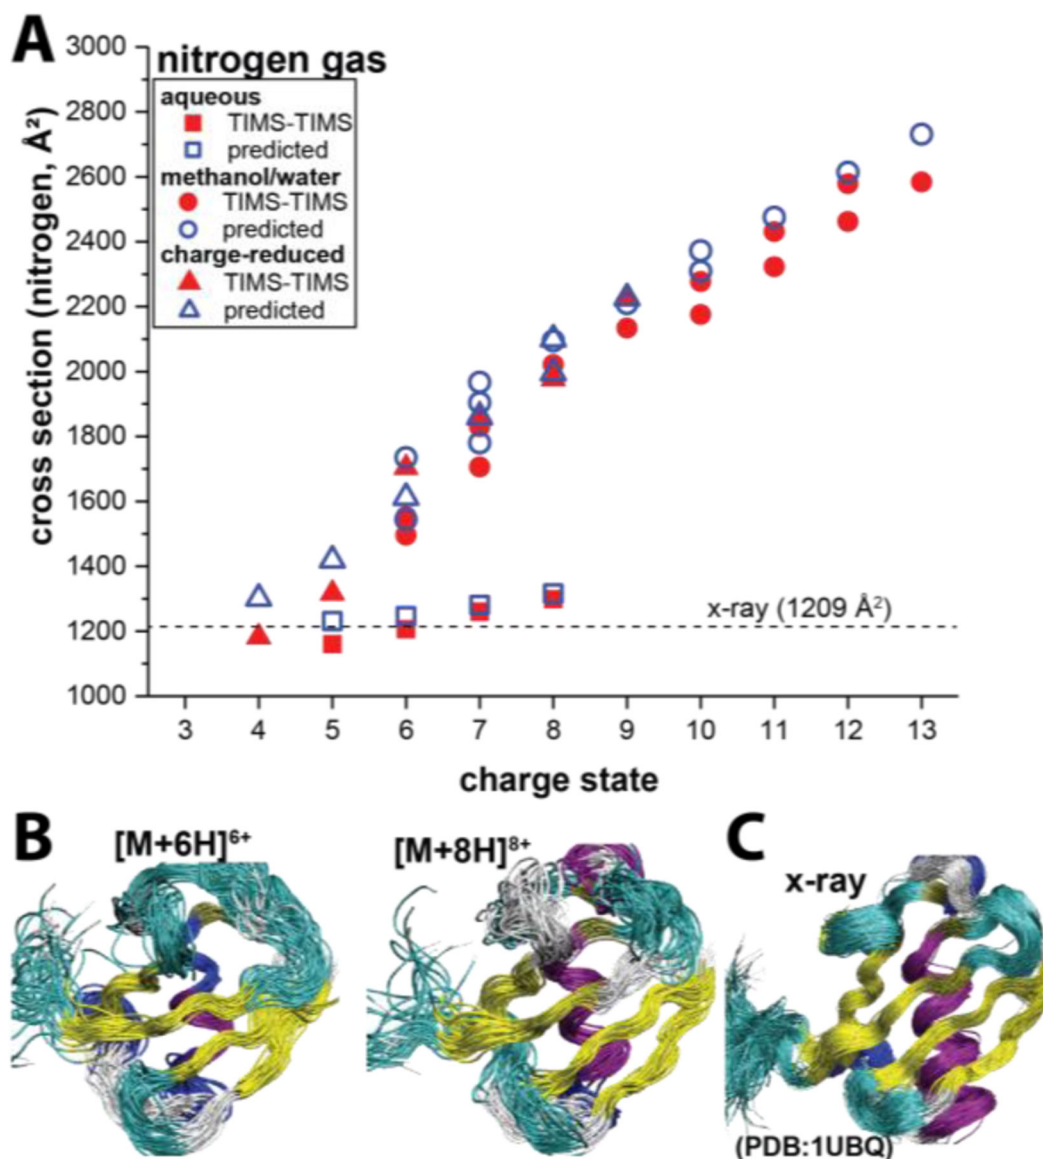 A
nitrogen gas
aqueous
TIMS-TIMS
predicted
methanol/water
TIMS-TIMS
predicted
charge-reduced
TIMS-TIMS
predicted
cross section (nitrogen, Å²)
3000
2800
2600
2400
2200
2000
1800
1600
1400
1200
1000
x-ray (1209 Å²)
3 4 5 6 7 8 9 10 11 12 13
charge state
B
[M+6H]⁶⁺
[M+8H]⁸⁺
C
x-ray
(PDB:1UBQ)